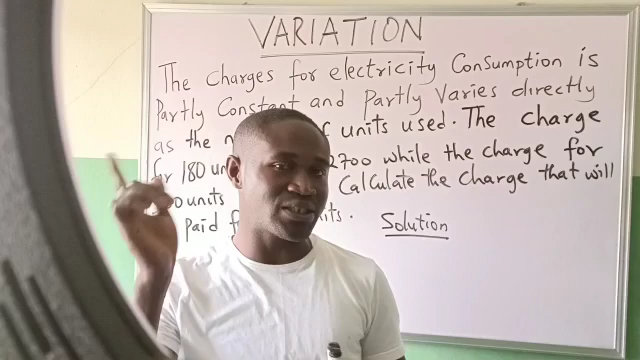 VARIATION
The charges for electricity Consumption is
Partly Constant and Partly Varies directly
as the of units used. The charge
for 180 2700 while the charge for
units Calculate the charge that will
Paid
Solution